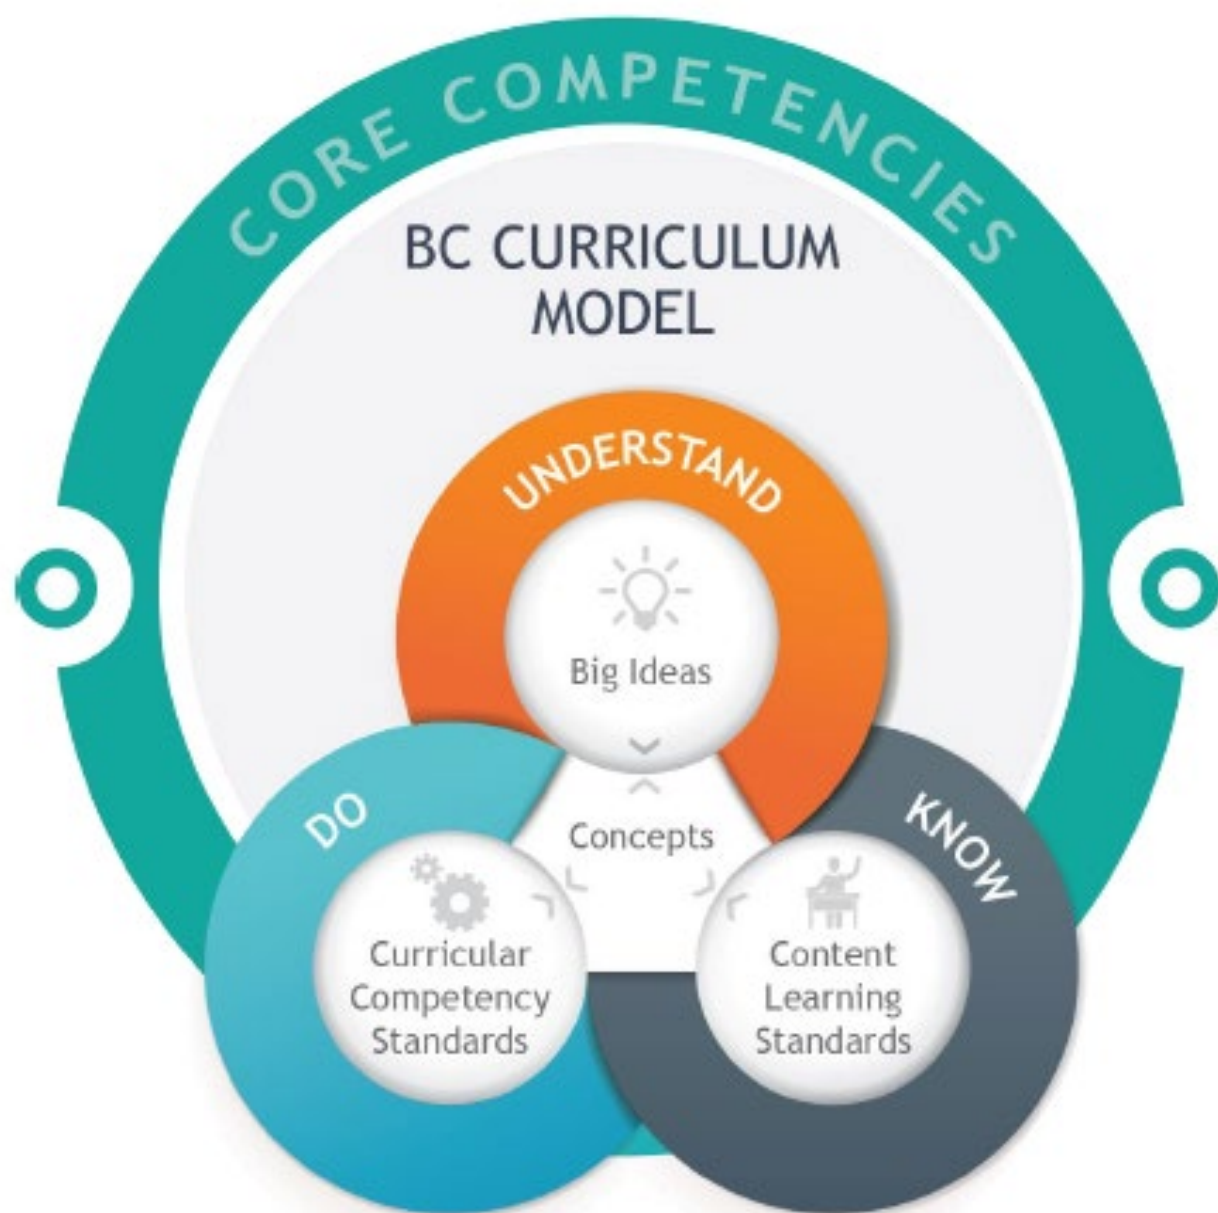 CORE COMPETENCIES
BC CURRICULUM
MODEL
UNDERSTAND
Big Ideas
Concepts
DO
Curricular
Competency
Standards
KNOW
Content
Learning
Standards